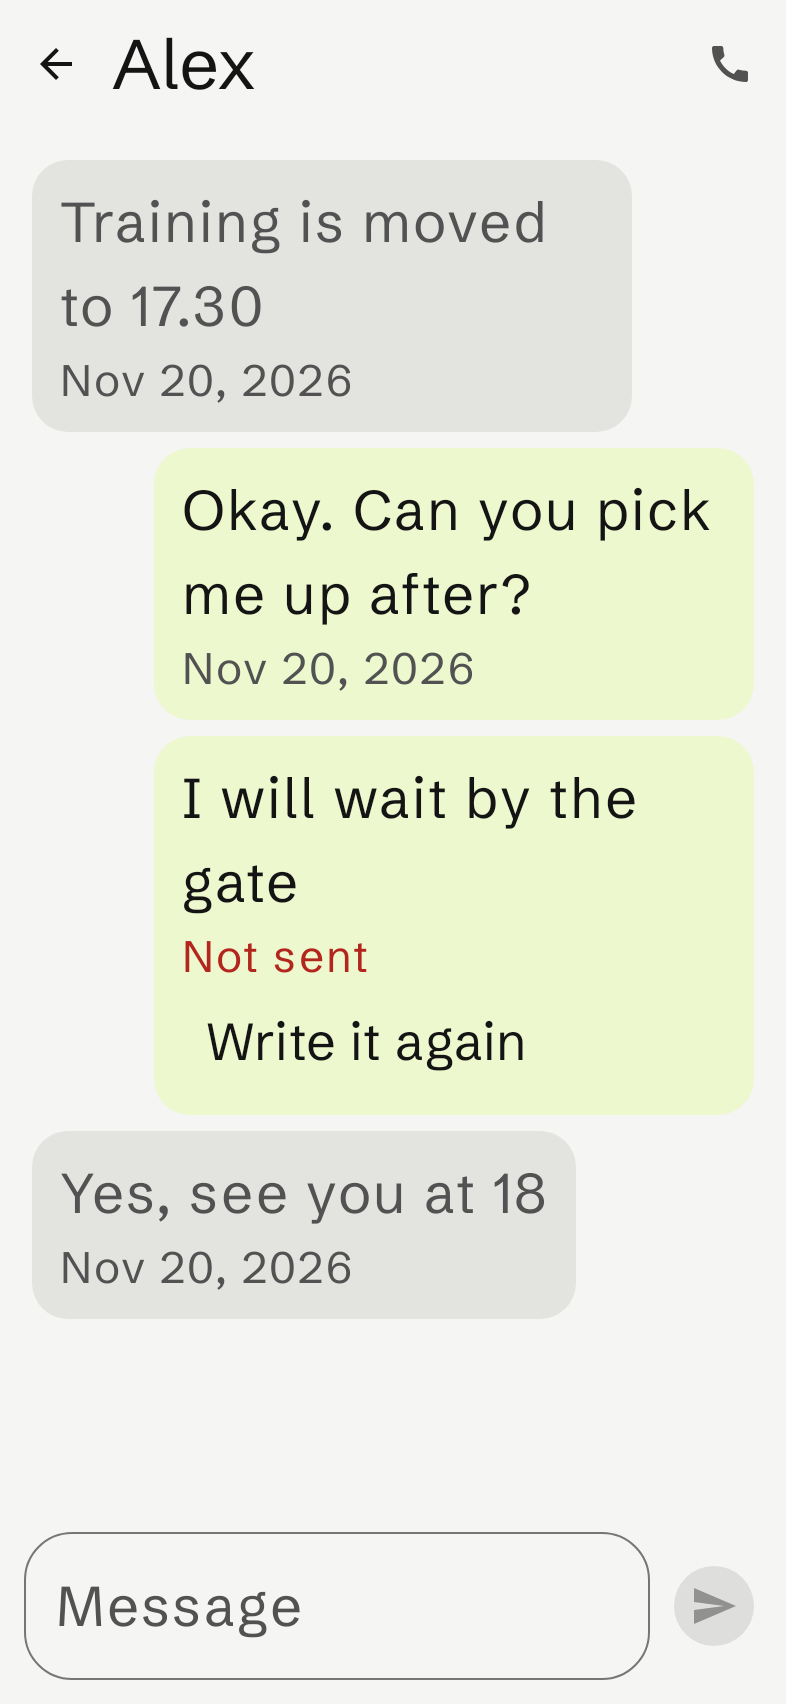 Alex
Training is moved
to 17.30
Nov 20, 2026
Okay. Can you pick
me up after?
Nov 20, 2026
I will wait by the
gate
Not sent
Write it again
Yes, see you at 18
Nov 20, 2026
Message